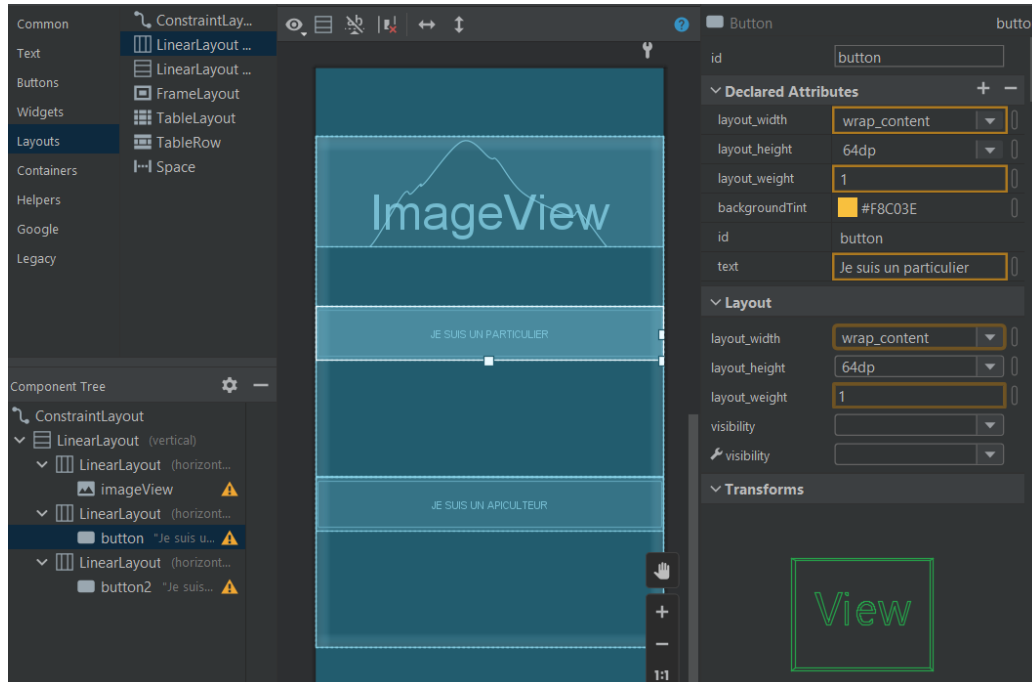 Common
Text
Buttons
Widgets
Layouts
Containers
Helpers
Google
Legacy
ConstraintLay...
LinearLayout ...
LinearLayout ...
FrameLayout
TableLayout
TableRow
Space
Component Tree
ConstraintLayout
LinearLayout (vertical)
LinearLayout (horizont...
imageView
LinearLayout (horizont...
button "Je suis u...
LinearLayout (horizont...
button2 "Je suis...
?
ImageView
JE SUIS UN PARTICULIER
JE SUIS UN APICULTEUR
1:1
Button butto
id button
Declared Attributes
layout_width wrap_content
layout_height 64dp
layout_weight 1
backgroundTint #F8C03E
id button
text Je suis un particulier
Layout
layout_width wrap_content
layout_height 64dp
layout_weight 1
visibility
visibility
Transforms
View